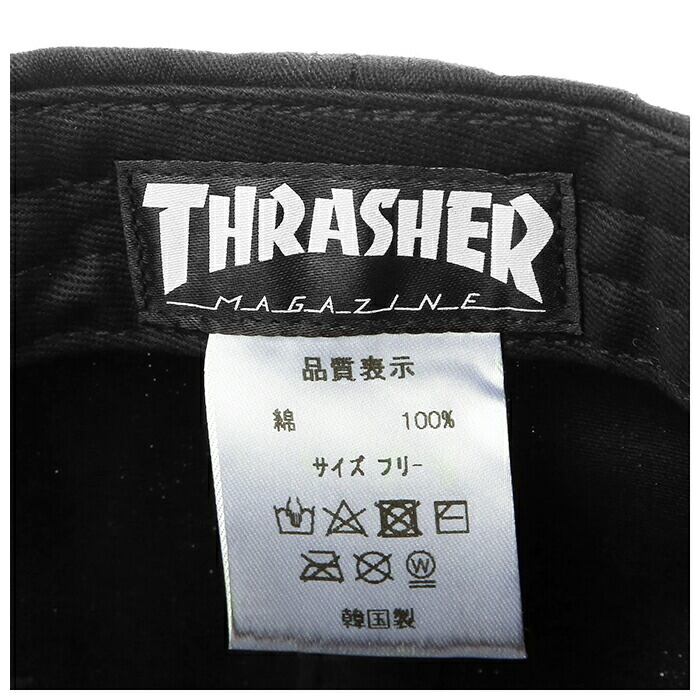 THRASHER
MAGAZINE
品質表示
綿 100%
サイズ フリー
W
韓国製